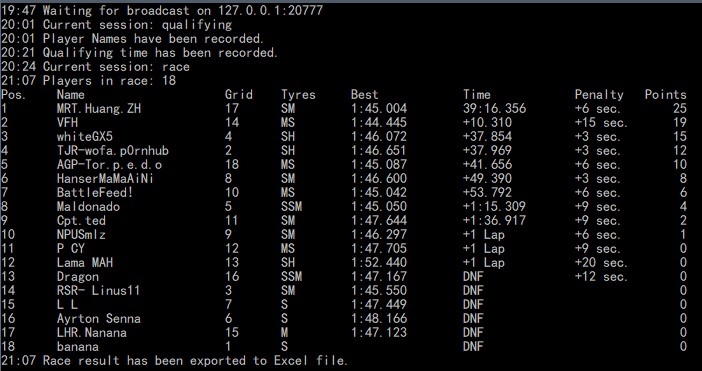 19:47 Waiting for broadcast on 127.0.0.1:20777
20:01 Current session: qualifying
20:01 Player Names have been recorded.
20:21 Qualifying time has been recorded.
20:24 Current session: race
21:07 Players in race: 18
Pos. Name Grid Tyres Best Time Penalty Points
1 MRT.Huang.ZH 17 SM 1:45.004 39:16.356 +6 sec. 25
2 VFH 14 MS 1:44.445 +10.310 +15 sec. 19
3 whiteGX5 4 SH 1:46.072 +37.854 +3 sec. 15
4 TJR-wofa.p0rnhub 2 SH 1:46.651 +37.969 +3 sec. 12
5 AGP-Tor.p.e.d.o 18 MS 1:45.087 +41.656 +6 sec. 10
6 HanserMaMaAiNi 8 SM 1:46.600 +49.390 +3 sec. 8
7 BattleFeed! 10 MS 1:45.042 +53.792 +6 sec. 6
8 Maldonado 5 SSM 1:45.050 +1:15.309 +9 sec. 4
9 Cpt.ted 11 SM 1:47.644 +1:36.917 +9 sec. 2
10 NPUSmlz 9 SM 1:46.297 +1 Lap +6 sec. 1
11 P CY 12 MS 1:47.705 +1 Lap +9 sec. 0
12 Lama MAH 13 SH 1:52.440 +1 Lap +20 sec. 0
13 Dragon 16 SSM 1:47.167 DNF +12 sec. 0
14 RSR- Linus11 3 SM 1:45.550 DNF 0
15 L L 7 S 1:47.449 DNF 0
16 Ayrton Senna 6 S 1:48.166 DNF 0
17 LHR.Nanana 15 M 1:47.123 DNF 0
18 banana 1 S DNF 0
21:07 Race result has been exported to Excel file.